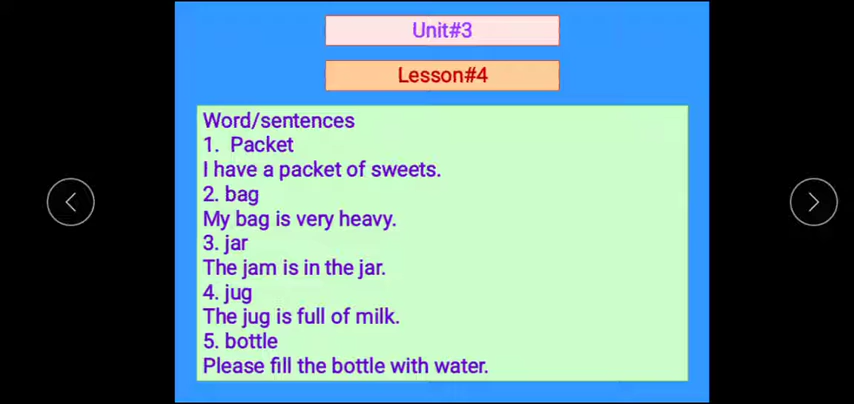 Unit#3
Lesson#4
Word/sentences
1. Packet
I have a packet of sweets.
2. bag
My bag is very heavy.
3. jar
The jam is in the jar.
4. jug
The jug is full of milk.
5. bottle
Please fill the bottle with water.